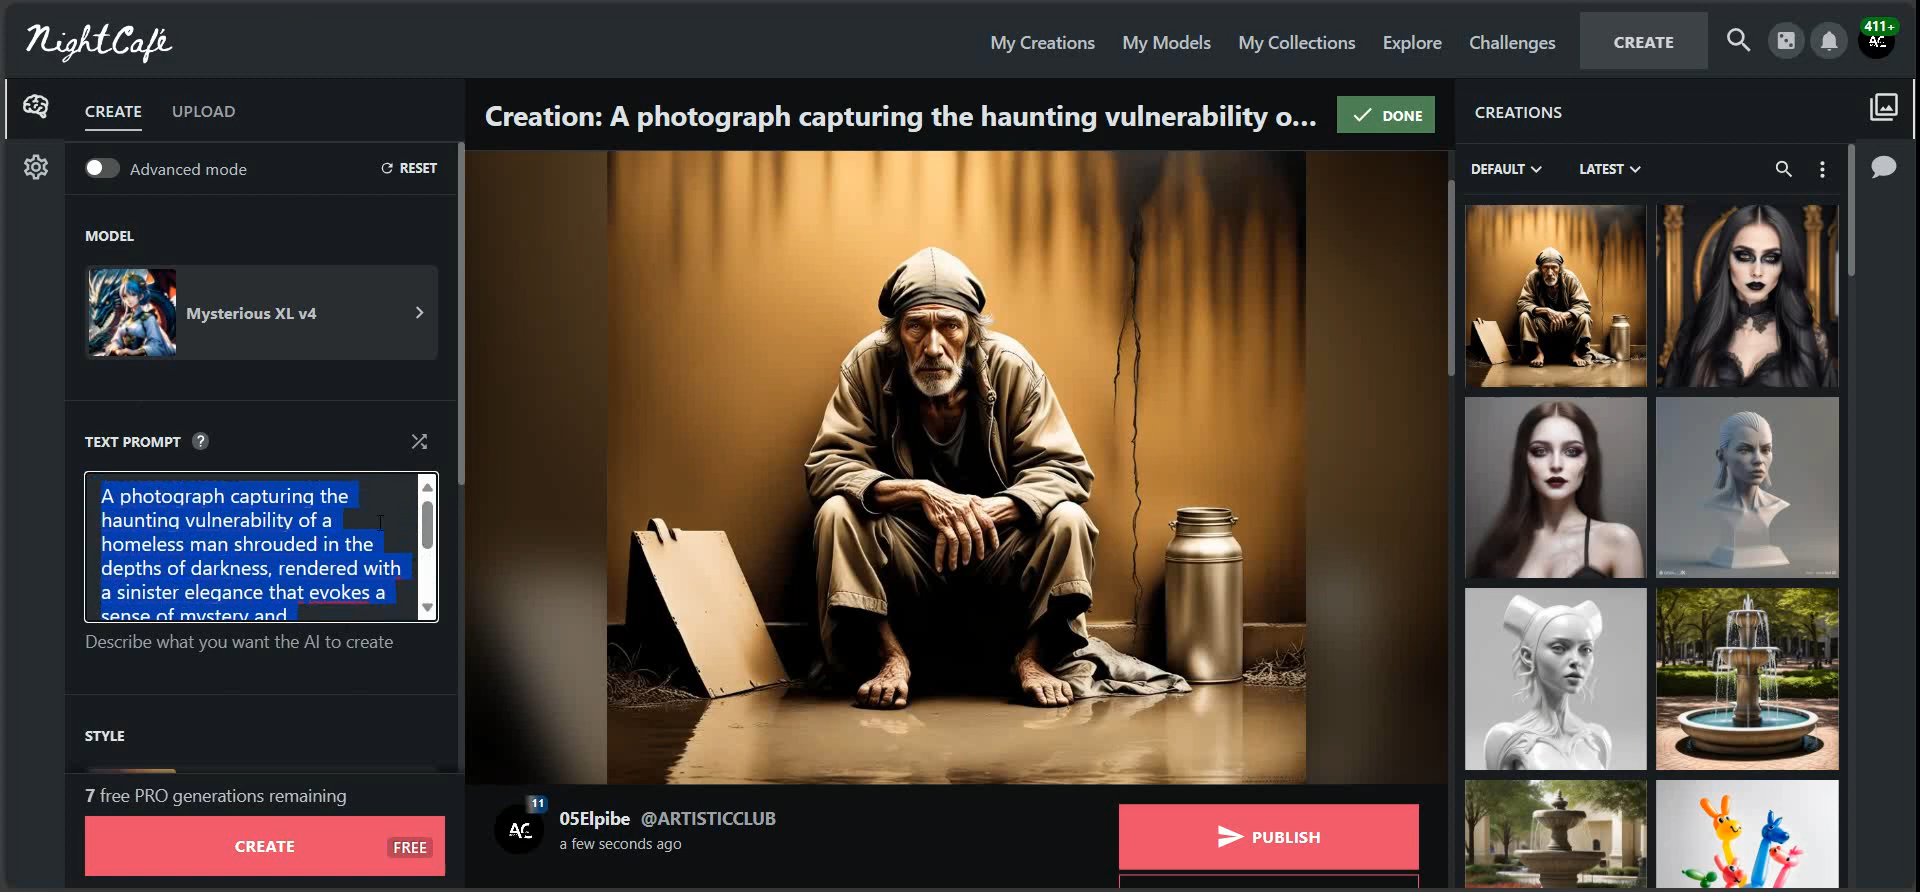 NightCafé
My Creations
My Models
My Collections
Explore
Challenges
CREATE
411+
AC
CREATE
UPLOAD
Advanced mode
RESET
MODEL
Mysterious XL v4
TEXT PROMPT ?
A photograph capturing the
haunting vulnerability of a
homeless man shrouded in the
depths of darkness, rendered with
a sinister elegance that evokes a
sense of mystery and
Describe what you want the AI to create
STYLE
7 free PRO generations remaining
CREATE
FREE
Creation: A photograph capturing the haunting vulnerability o...
DONE
11
AC
05Elpibe @ARTISTICCLUB
a few seconds ago
PUBLISH
CREATIONS
DEFAULT
LATEST